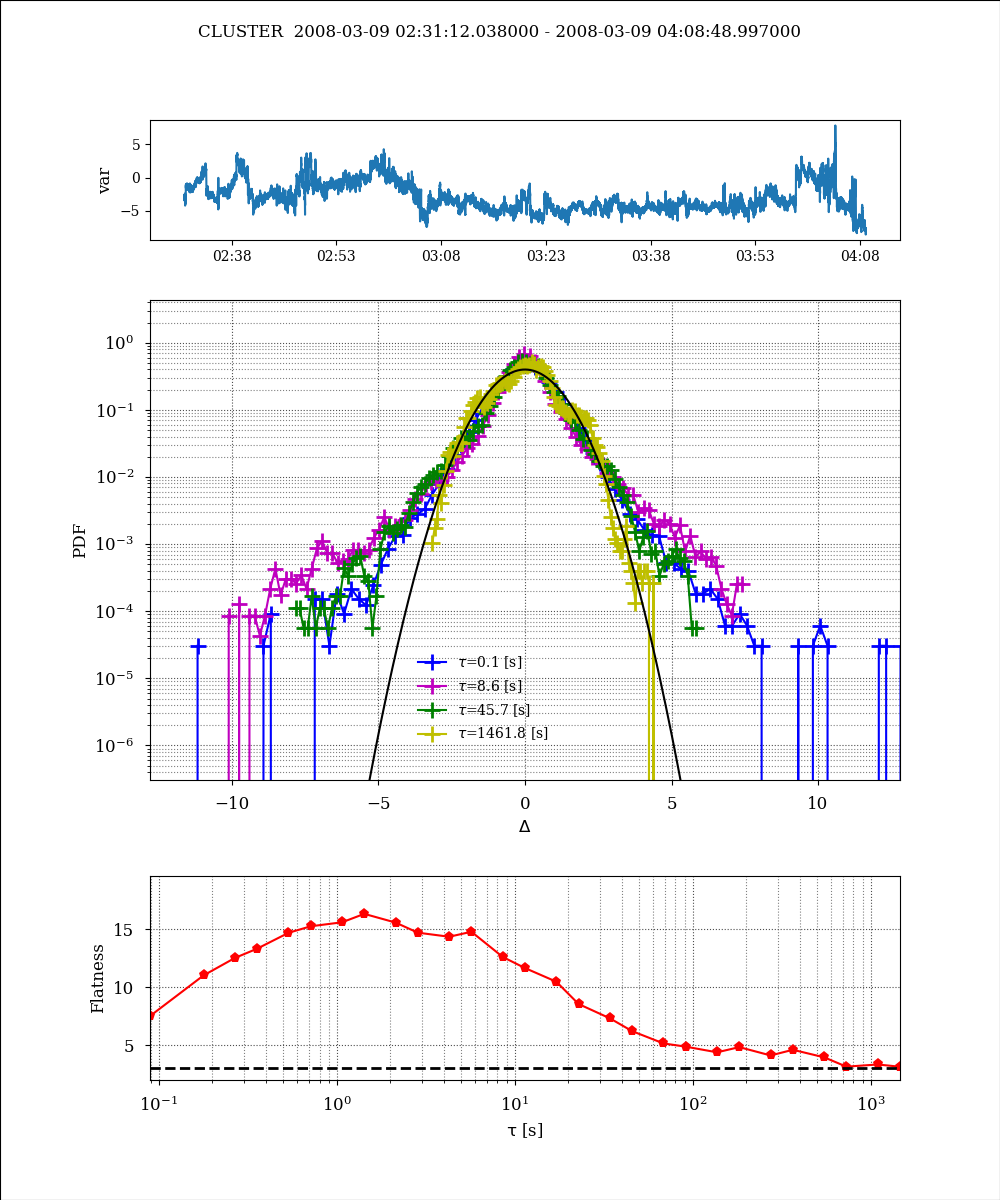 CLUSTER 2008-03-09 02:31:12.038000 - 2008-03-09 04:08:48.997000
5
0
−5
var
02:38 02:53 03:08 03:23 03:38 03:53 04:08
10⁰
10⁻¹
10⁻²
10⁻³
10⁻⁴
10⁻⁵
10⁻⁶
PDF
τ=0.1 [s]
τ=8.6 [s]
τ=45.7 [s]
τ=1461.8 [s]
−10 −5 0 5 10
Δ
15
10
5
Flatness
10⁻¹ 10⁰ 10¹ 10² 10³
τ [s]